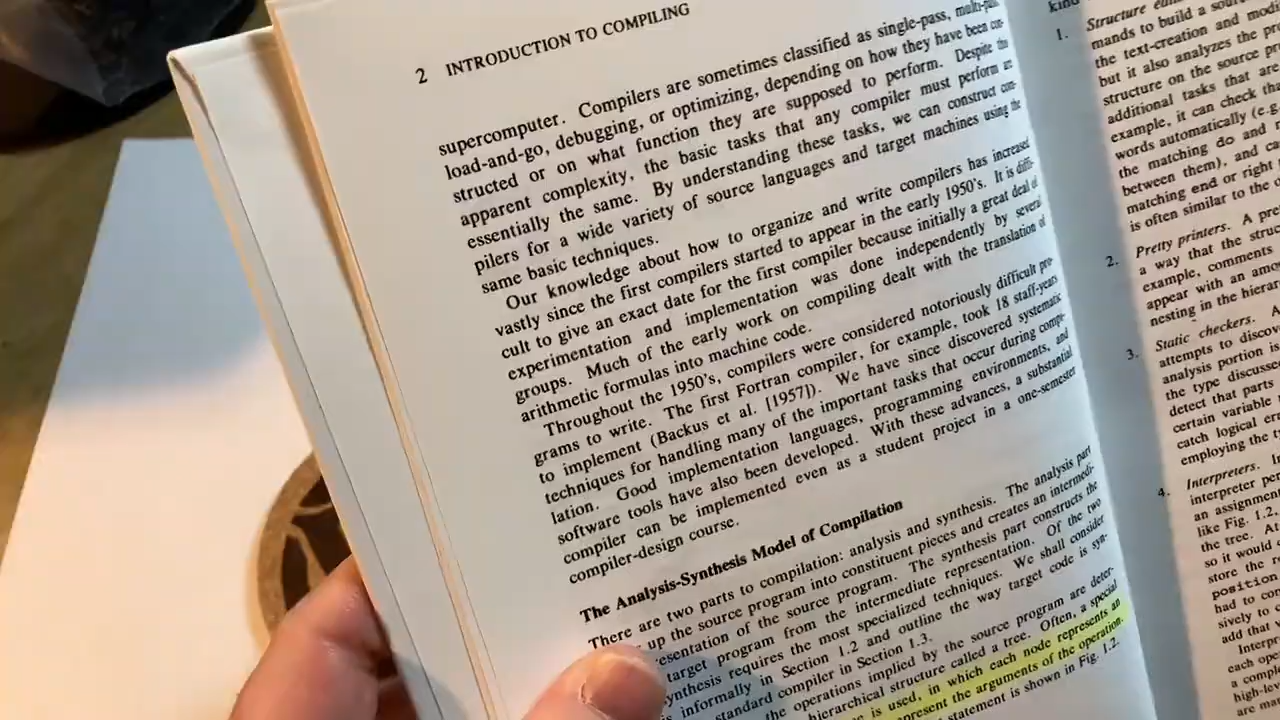 2 INTRODUCTION TO COMPILING
supercomputer. Compilers are sometimes classified as single-pass, multi-pass,
load-and-go, debugging, or optimizing, depending on how they have been con-
structed or on what function they are supposed to perform. Despite this
apparent complexity, the basic tasks that any compiler must perform are
essentially the same. By understanding these tasks, we can construct com-
pilers for a wide variety of source languages and target machines using the
same basic techniques.
Our knowledge about how to organize and write compilers has increased
vastly since the first compilers started to appear in the early 1950's. It is diffi-
cult to give an exact date for the first compiler because initially a great deal of
experimentation and implementation was done independently by several
groups. Much of the early work on compiling dealt with the translation of
arithmetic formulas into machine code.
Throughout the 1950's, compilers were considered notoriously difficult pro-
grams to write. The first Fortran compiler, for example, took 18 staff-years
to implement (Backus et al. [1957]). We have since discovered systematic
techniques for handling many of the important tasks that occur during compi-
lation. Good implementation languages, programming environments, and
software tools have also been developed. With these advances, a substantial
compiler can be implemented even as a student project in a one-semester
compiler-design course.
The Analysis-Synthesis Model of Compilation
There are two parts to compilation: analysis and synthesis. The analysis part
up the source program into constituent pieces and creates an intermedi-
esentation of the source program. The synthesis part constructs the
target program from the intermediate representation. Of the two
ynthesis requires the most specialized techniques. We shall consider
informally in Section 1.2 and outline the way target code is syn-
standard compiler in Section 1.3.
the operations implied by the source program are deter-
hierarchical structure called a tree. Often, a special
is used, in which each node represents an
present the arguments of the operation.
statement is shown in Fig. 1.2.
kind
1. Structure
mands to build a
the text-creation and
but it also analyzes the
structure on the source
additional tasks that are
example, it can check that
words automatically (e.g.
the matching do and
between them), and
matching end or right
is often similar to the
2. Pretty printers. A
a way that the
example, comments
appear with an
nesting in the
3. Static checkers. A
attempts to
analysis portion is
the type
detect that parts
certain variable
catch logical
employing the
4. Interpreters.
interpreter
an
like Fig. 1.2
the tree. A
so it would
store the
position
had to
sively to
add that
each
a
high-
are